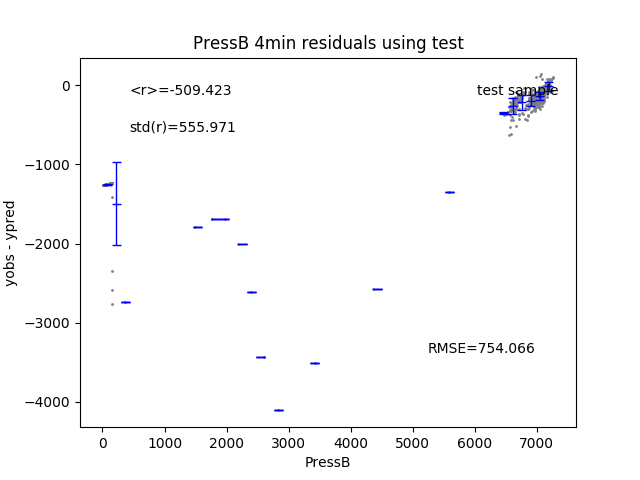 PressB 4min residuals using test
<r>=-509.423
test sample
std(r)=555.971
RMSE=754.066
yobs - ypred
0
−1000
−2000
−3000
−4000
0 1000 2000 3000 4000 5000 6000 7000
PressB